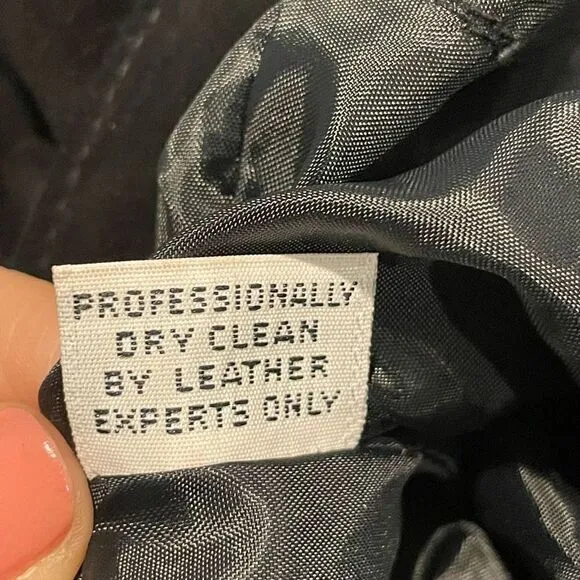 PROFESSIONALLY
DRY CLEAN
BY LEATHER
EXPERTS ONLY